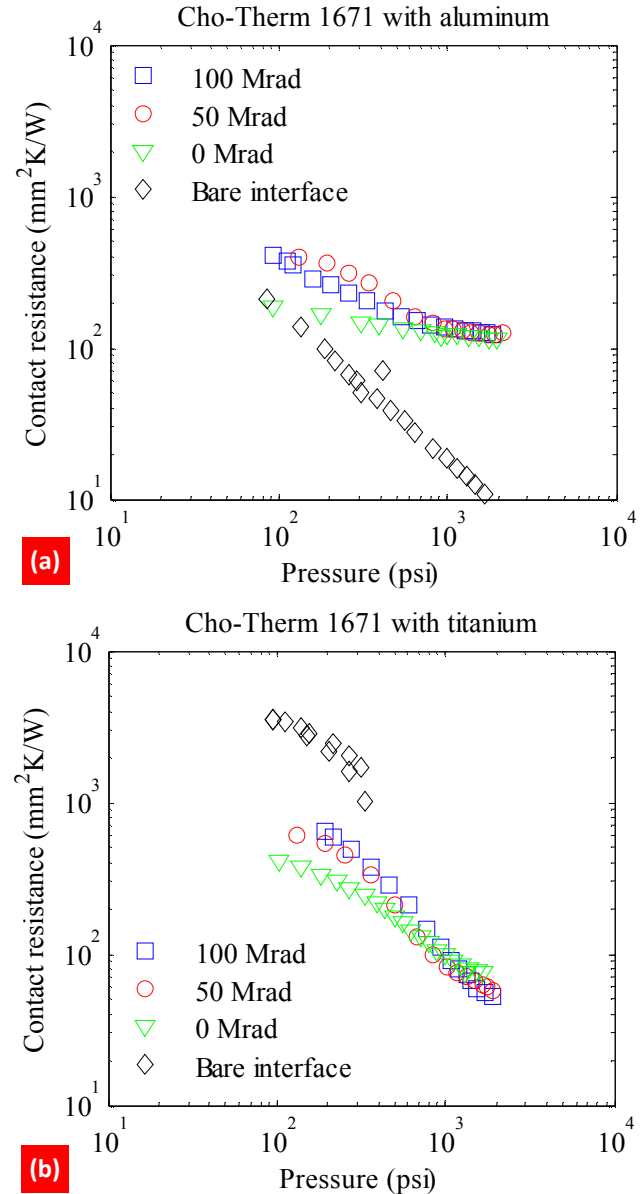 Cho-Therm 1671 with aluminum
10^4
10^3
10^2
10^1
Contact resistance (mm^2K/W)
100 Mrad
50 Mrad
0 Mrad
Bare interface
10^1 10^2 10^3 10^4
Pressure (psi)
(a)
Cho-Therm 1671 with titanium
10^4
10^3
10^2
10^1
Contact resistance (mm^2K/W)
100 Mrad
50 Mrad
0 Mrad
Bare interface
10^1 10^2 10^3 10^4
Pressure (psi)
(b)